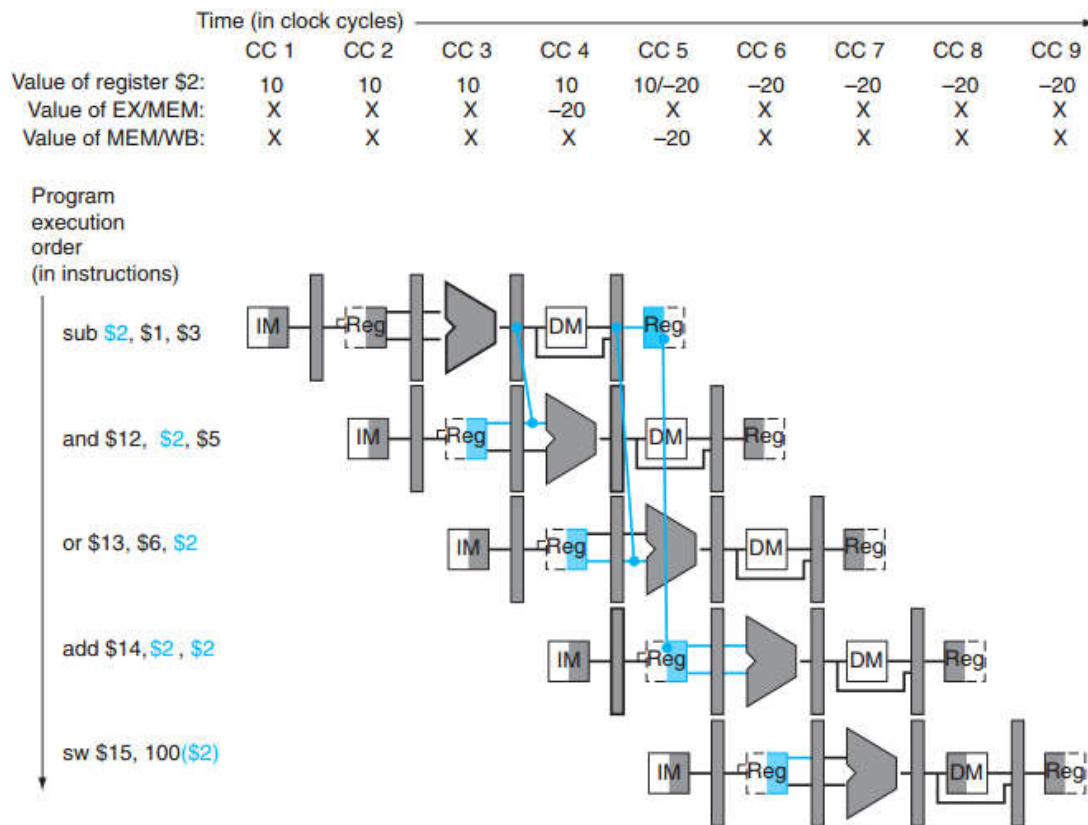 Time (in clock cycles)
CC 1 CC 2 CC 3 CC 4 CC 5 CC 6 CC 7 CC 8 CC 9
Value of register $2: 10 10 10 10 10/–20 –20 –20 –20 –20
Value of EX/MEM: X X X –20 X X X X X
Value of MEM/WB: X X X X –20 X X X X
Program
execution
order
(in instructions)
sub $2, $1, $3 IM Reg DM Reg
and $12, $2, $5 IM Reg DM Reg
or $13, $6, $2 IM Reg DM Reg
add $14, $2 , $2 IM Reg DM Reg
sw $15, 100($2) IM Reg DM Reg